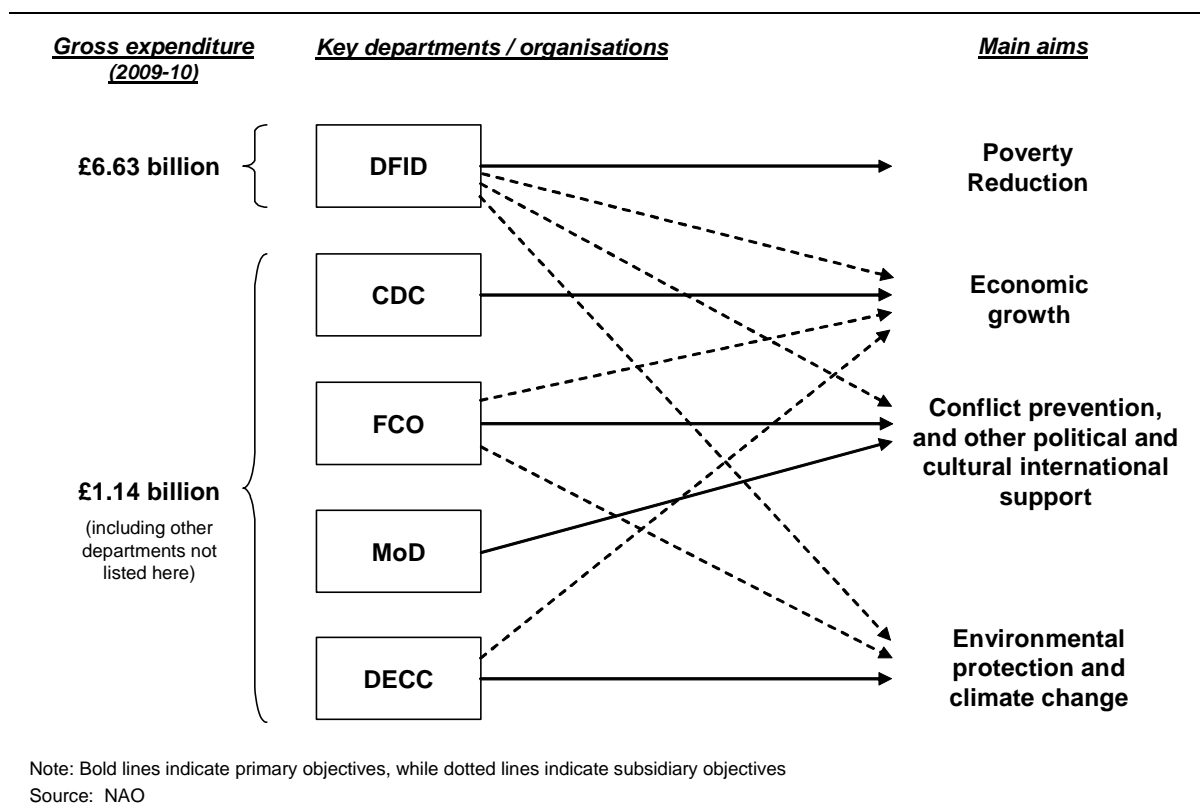 Gross expenditure
(2009-10)
Key departments / organisations
Main aims
£6.63 billion
DFID
Poverty
Reduction
CDC
Economic
growth
FCO
Conflict prevention,
and other political and
cultural international
support
£1.14 billion
(including other
departments not
listed here)
MoD
DECC
Environmental
protection and
climate change
Note: Bold lines indicate primary objectives, while dotted lines indicate subsidiary objectives
Source: NAO